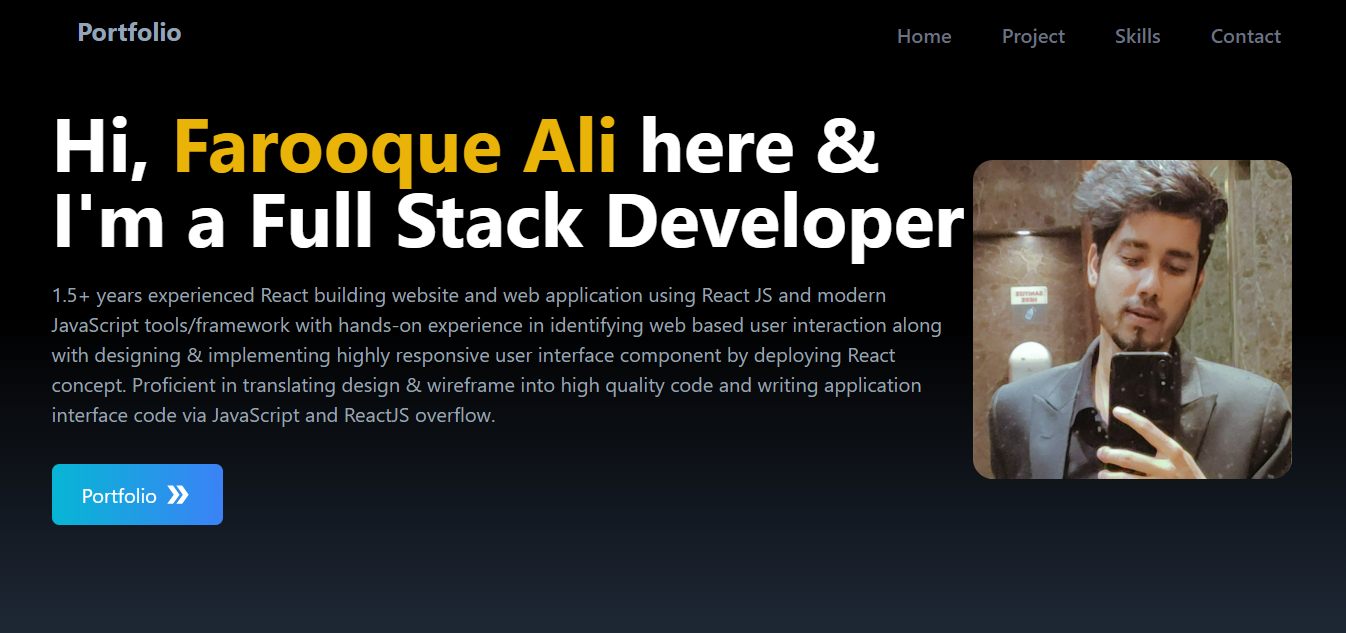 Portfolio
Home Project Skills Contact
Hi, Farooque Ali here &
I'm a Full Stack Developer
1.5+ years experienced React building website and web application using React JS and modern
JavaScript tools/framework with hands-on experience in identifying web based user interaction along
with designing & implementing highly responsive user interface component by deploying React
concept. Proficient in translating design & wireframe into high quality code and writing application
interface code via JavaScript and ReactJS overflow.
Portfolio